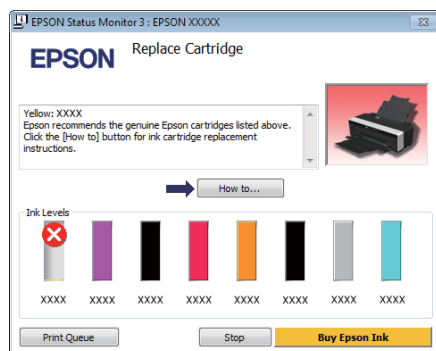 EPSON Status Monitor 3 : EPSON XXXXX
EPSON
Replace Cartridge
Yellow: XXXX
Epson recommends the genuine Epson cartridges listed above.
Click the [How to] button for ink cartridge replacement
instructions.
How to...
Ink Levels
XXXX XXXX XXXX XXXX XXXX XXXX XXXX XXXX
Print Queue Stop Buy Epson Ink